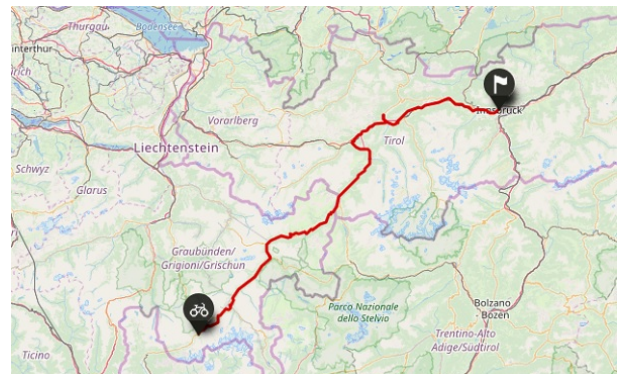 Thurgau
Bodensee
interthur
Vorarlberg
Innsbruck
Tirol
Liechtenstein
Schwyz
Glarus
Graubünden/
Grigioni/Grischun
Parco Nazionale
dello Stelvio
Bolzano
- Bozen
Ticino
Trentino-Alto
Adige/Südtirol